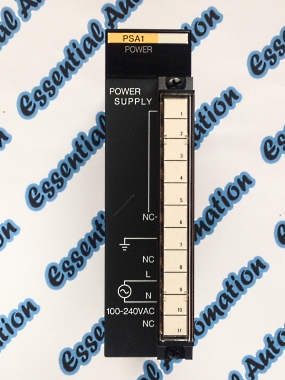 PSA1
POWER
POWER
SUPPLY
1
2
3
4
5
6
7
8
9
10
11
NC
NC
L
N
100-240VAC
NC
Essential Automation